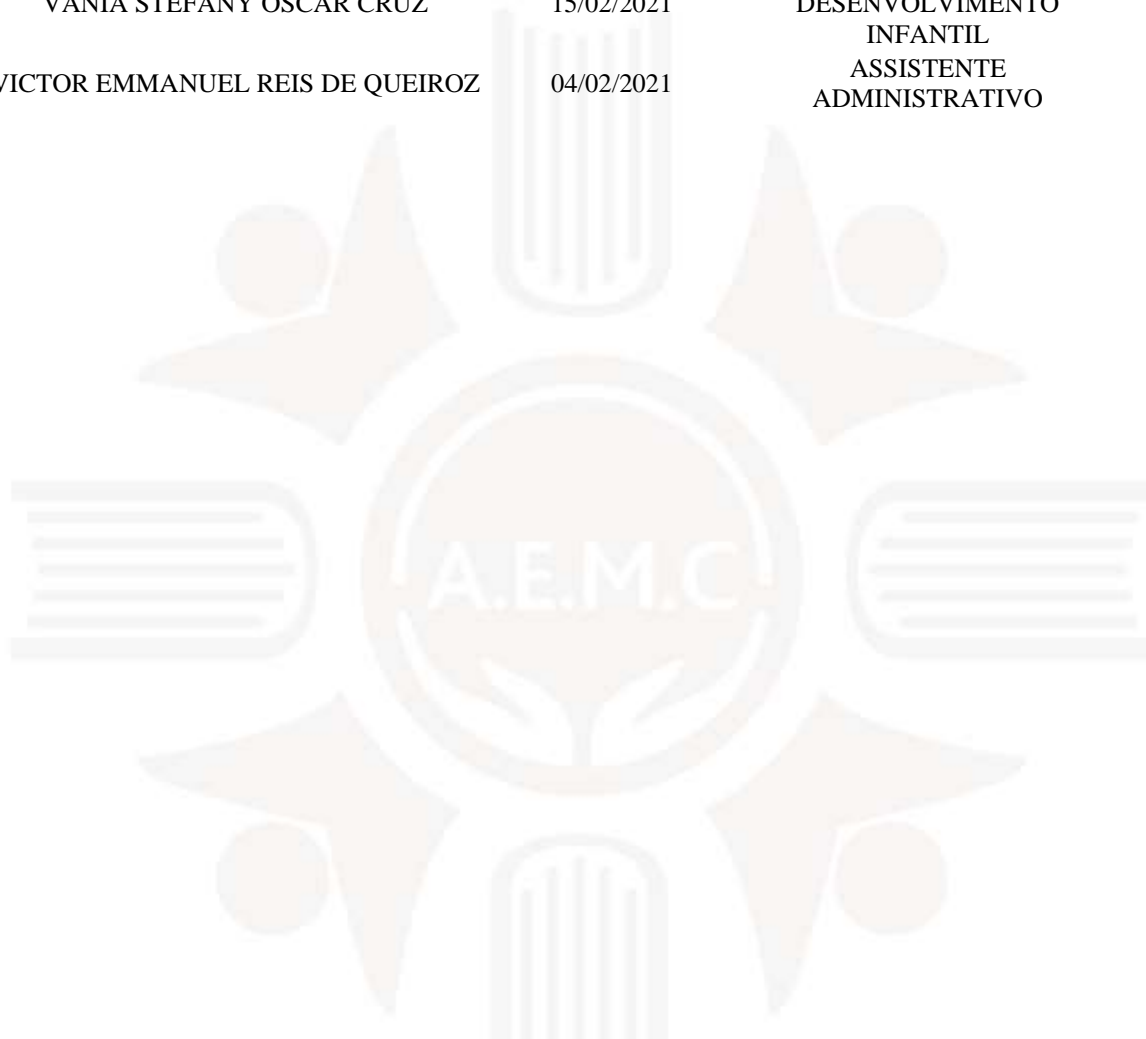 VANIA STEFANY OSCAR CRUZ 15/02/2021 DESENVOLVIMENTO
INFANTIL
VICTOR EMMANUEL REIS DE QUEIROZ 04/02/2021 ASSISTENTE
ADMINISTRATIVO
A.E.M.C